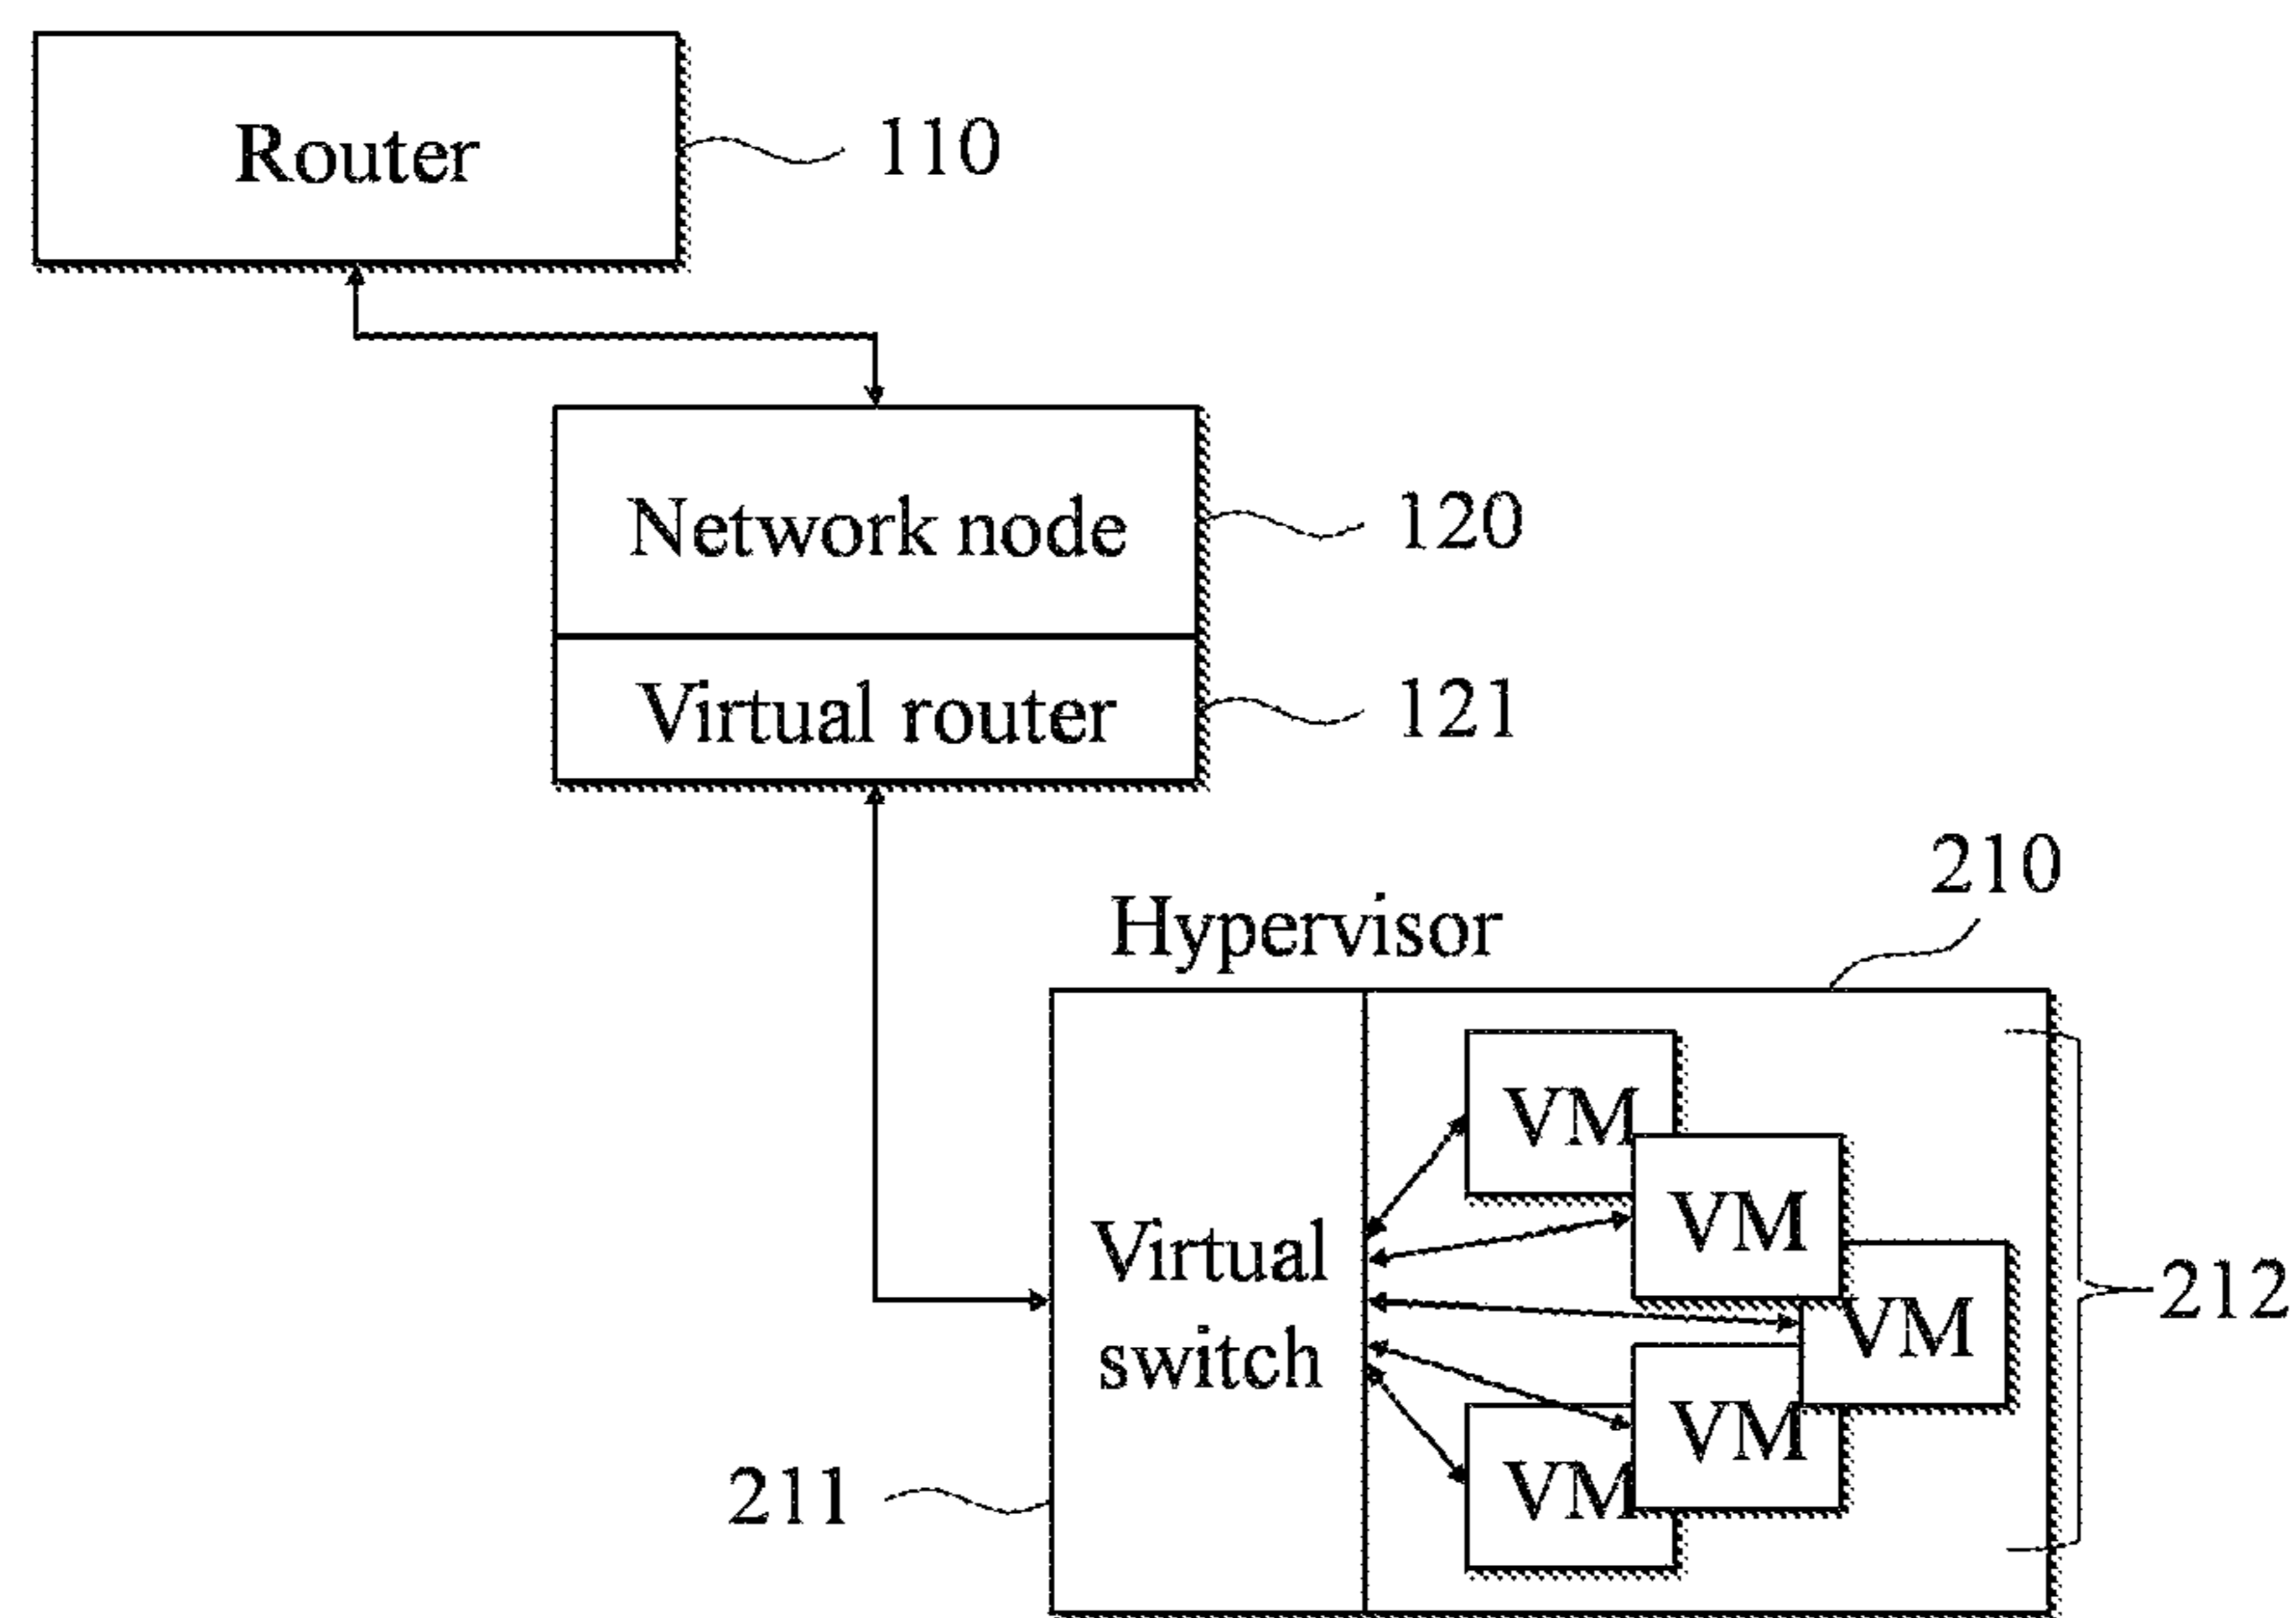 Router
110
Network node
120
Virtual router
121
210
Hypervisor
VM
VM
VM
Virtual
switch
212
VM
VM
211